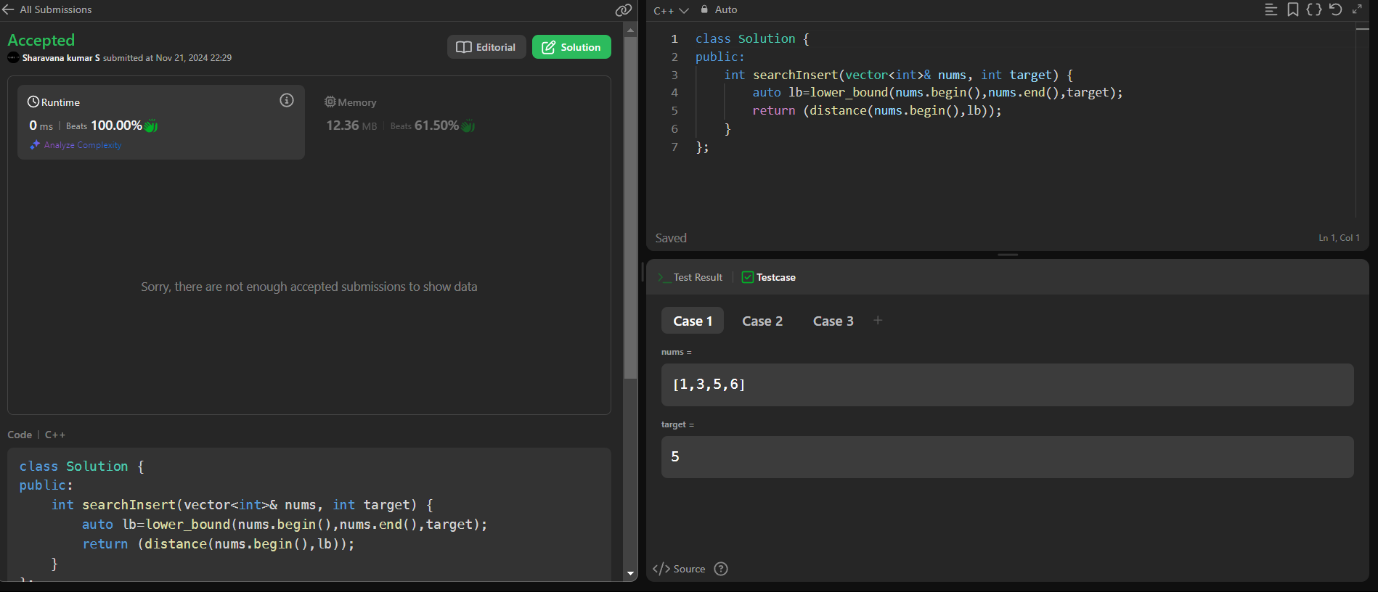 All Submissions
Accepted
Sharavana kumar S submitted at Nov 21, 2024 22:29
Editorial
Solution
Runtime
0 ms | Beats 100.00%
Analyze Complexity
Memory
12.36 MB | Beats 61.50%
Sorry, there are not enough accepted submissions to show data
Code | C++
class Solution {
public:
    int searchInsert(vector<int>& nums, int target) {
        auto lb=lower_bound(nums.begin(),nums.end(),target);
        return (distance(nums.begin(),lb));
    }
};
C++ Auto
1 class Solution {
2 public:
3     int searchInsert(vector<int>& nums, int target) {
4         auto lb=lower_bound(nums.begin(),nums.end(),target);
5         return (distance(nums.begin(),lb));
6     }
7 };
Saved
Ln 1, Col 1
>_ Test Result | Testcase
Case 1 Case 2 Case 3 +
nums =
[1,3,5,6]
target =
5
</> Source ?